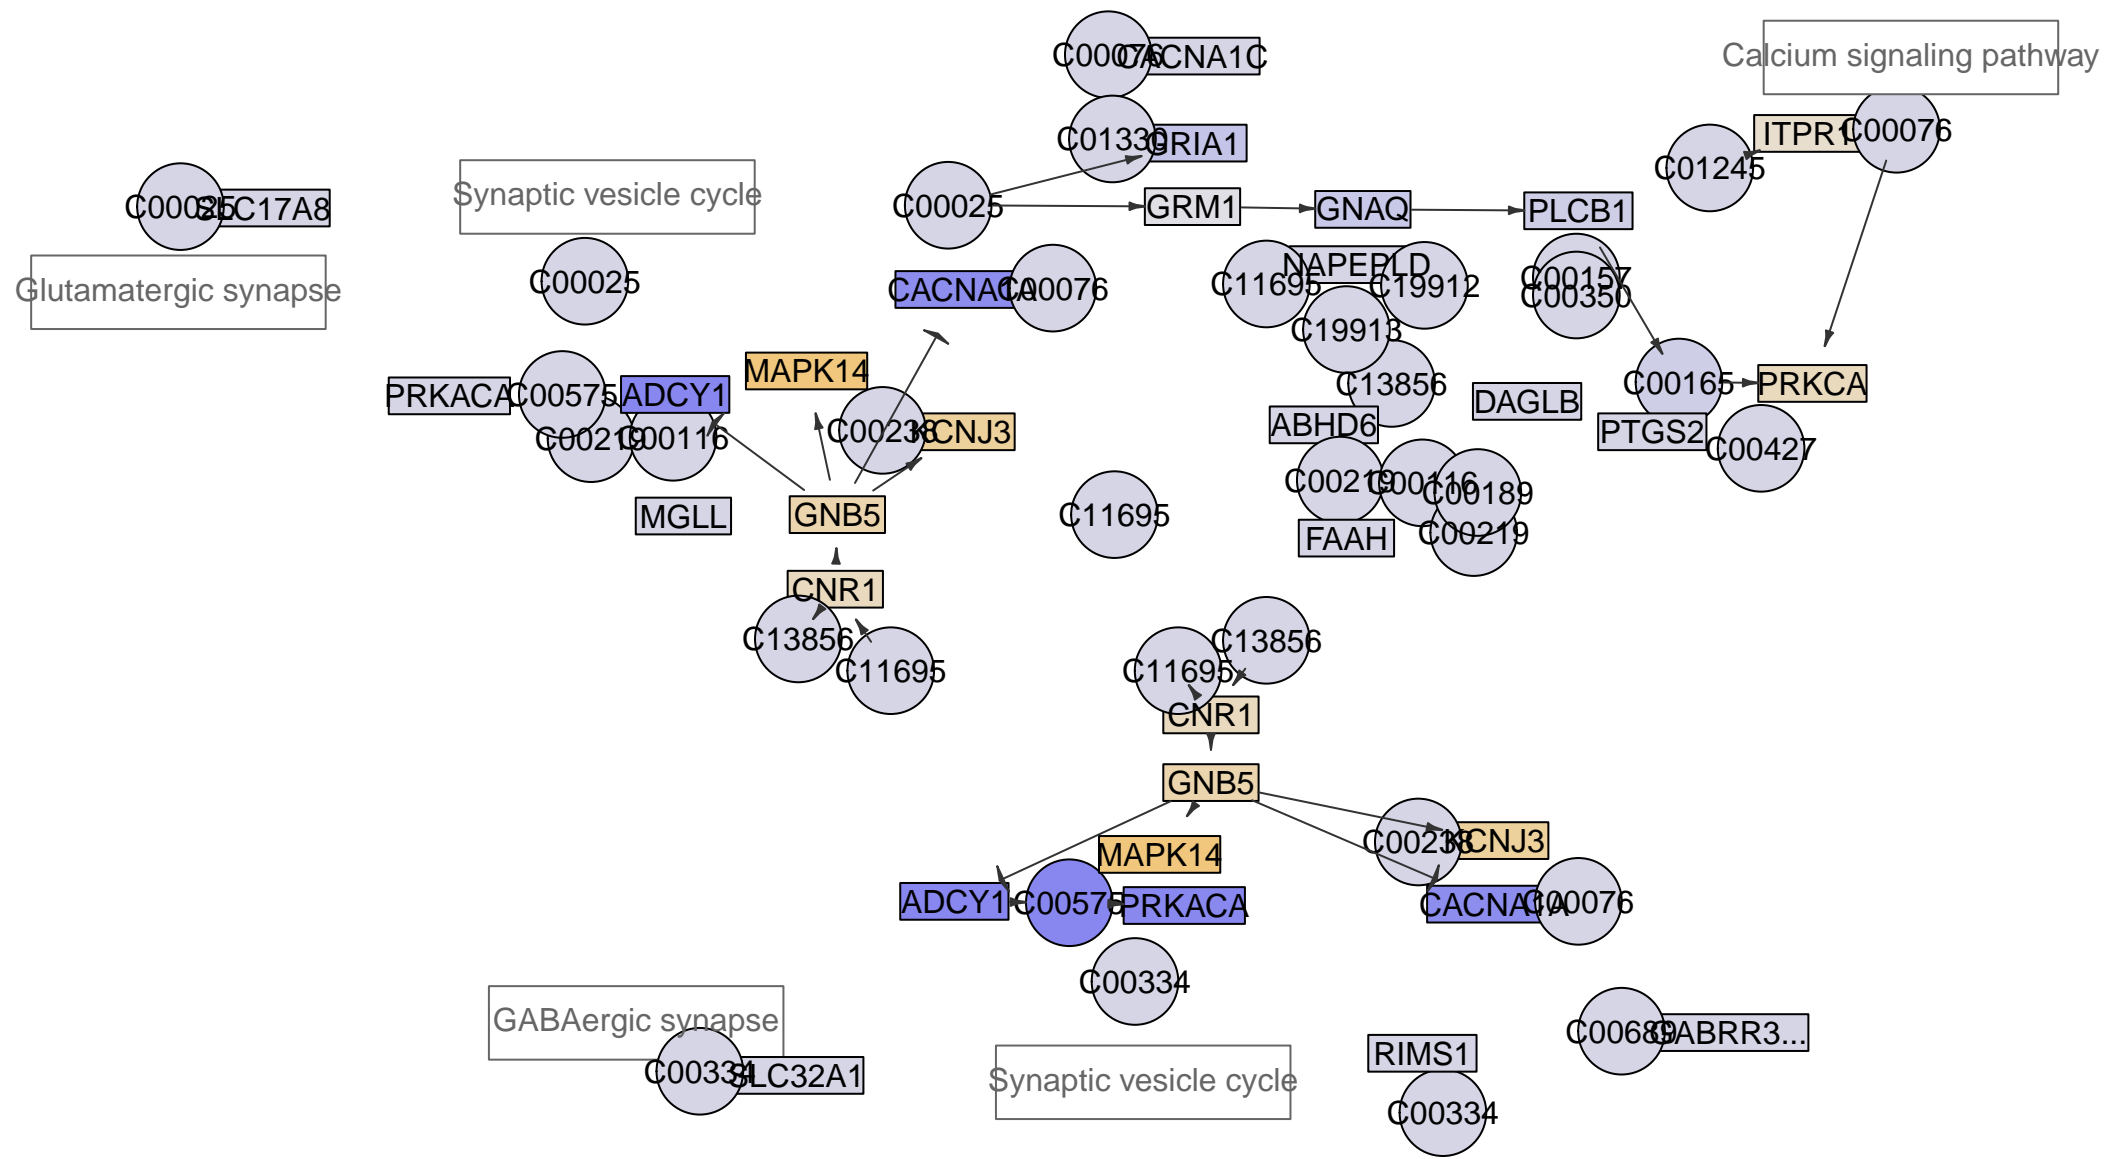 C00076
CACNA1C
Calcium signaling pathway
C01330
GRIA1
ITPR1
C00076
C01245
C00025
SLC17A8
Synaptic vesicle cycle
C00025
GRM1
GNAQ
PLCB1
Glutamatergic synapse
C00025
CACNA1A
C00076
C11695
NAPEPLD
C19912
C00157
C00350
C19913
MAPK14
C13856
PRKACA
C00575
ADCY1
C00165
PRKCA
DAGLB
C00219
C00116
C00238
KCNJ3
ABHD6
PTGS2
C00427
C00219
C00116
C00189
MGLL
GNB5
C11695
FAAH
C00219
CNR1
C13856
C11695
C13856
C11695
CNR1
GNB5
C00238
KCNJ3
MAPK14
ADCY1
C00575
PRKACA
CACNA1A
C00076
C00334
GABAergic synapse
C00689
GABRR3...
RIMS1
C00334
SLC32A1
Synaptic vesicle cycle
C00334